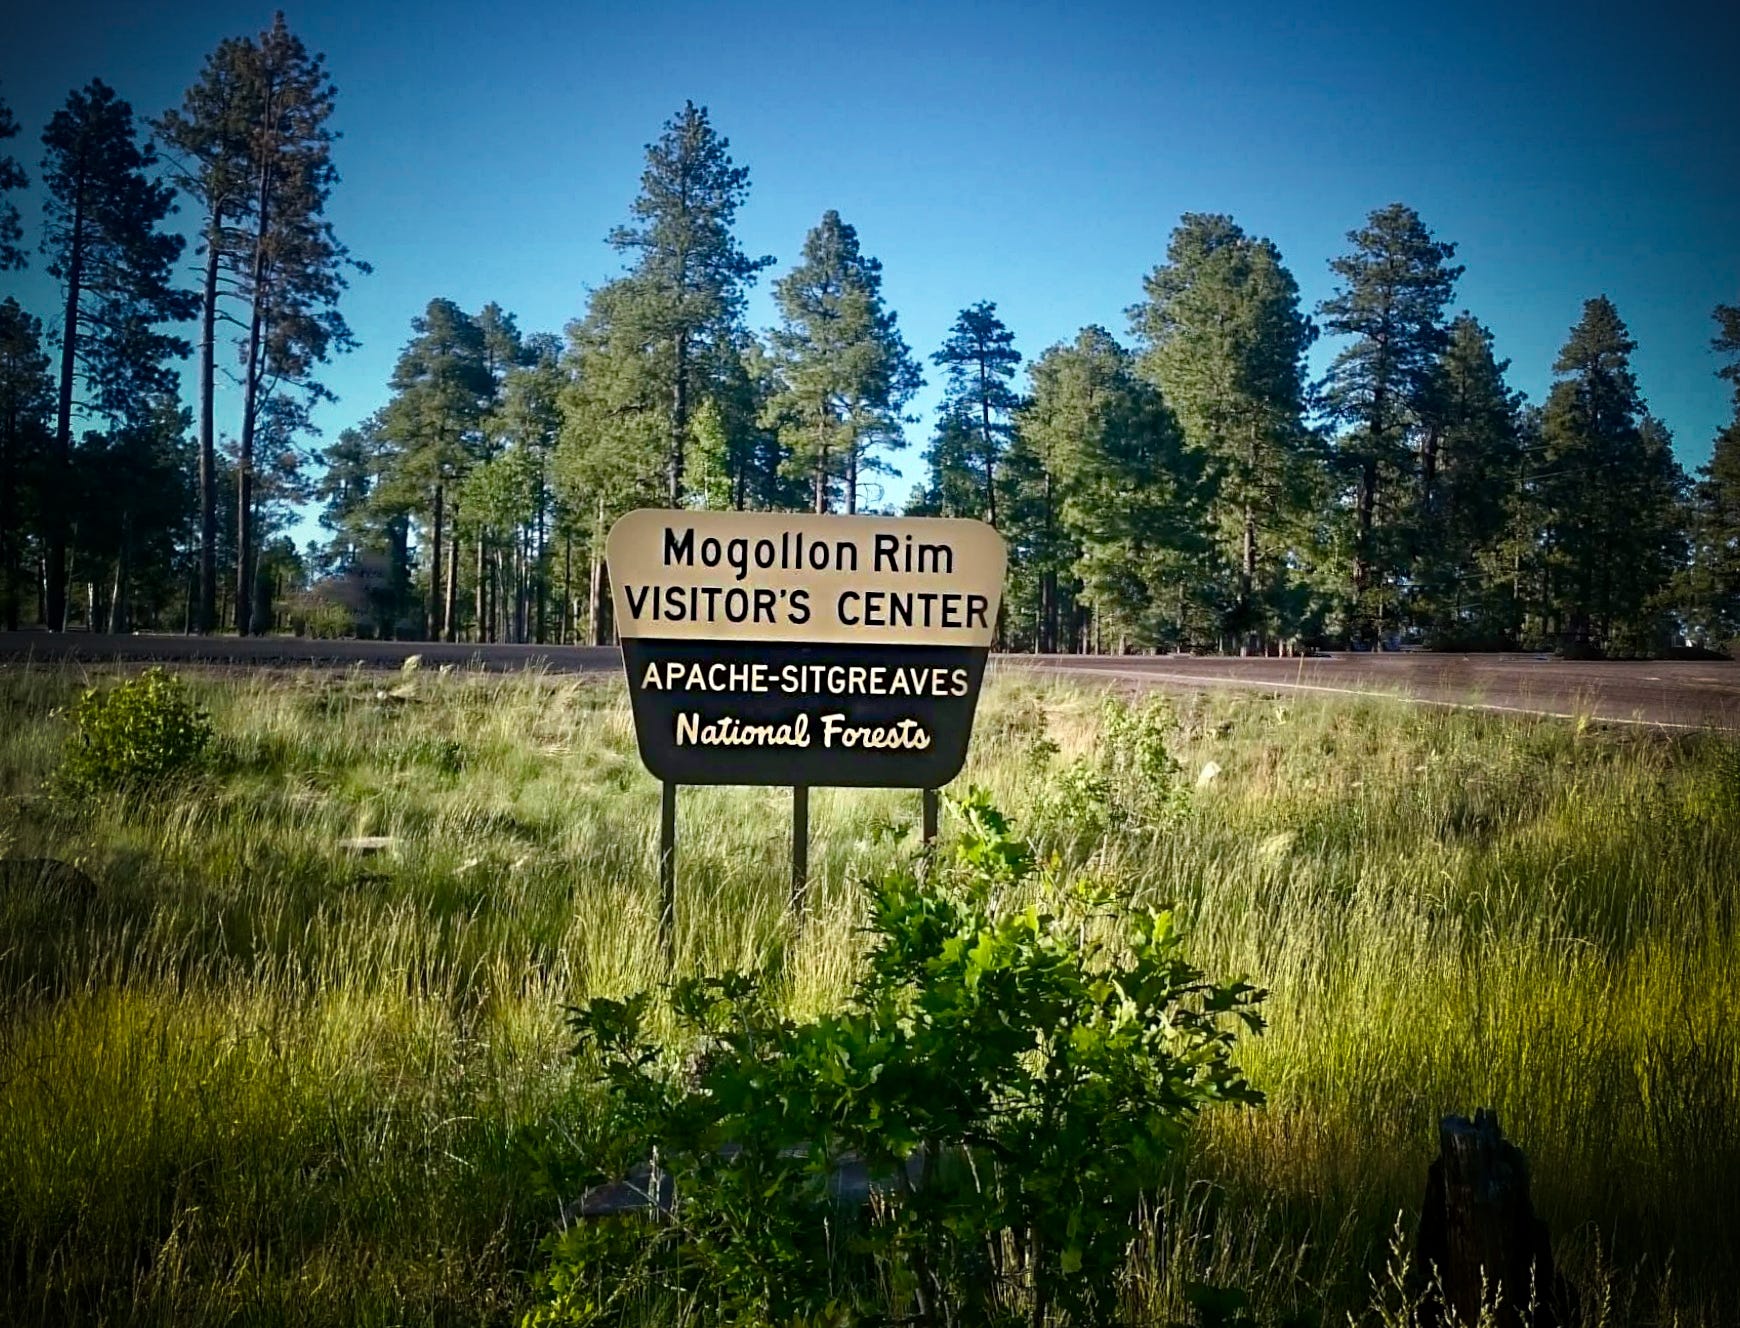 Mogollon Rim
VISITOR'S CENTER
APACHE-SITGREAVES
National Forests